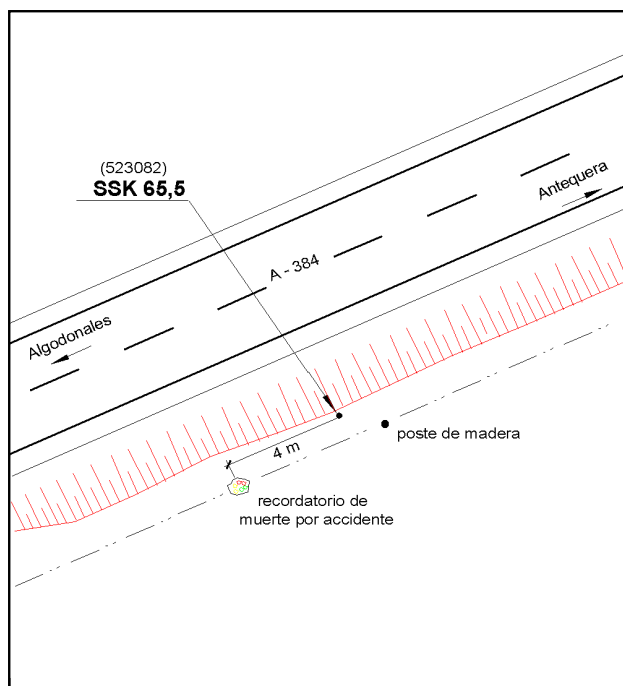 (523082)
SSK 65,5
Antequera
A - 384
Algodonales
poste de madera
4 m
recordatorio de
muerte por accidente